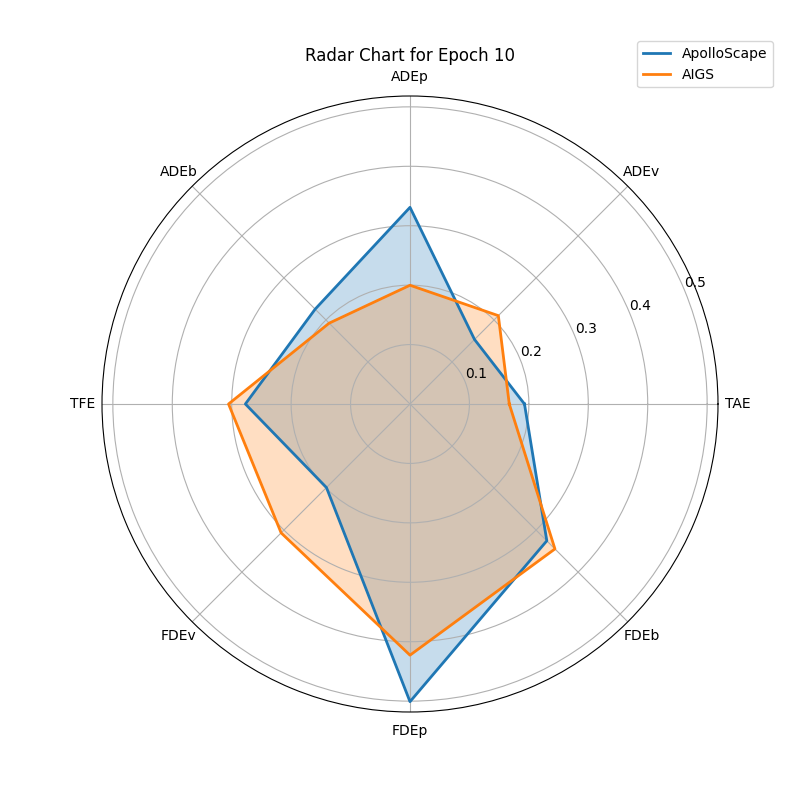 Radar Chart for Epoch 10
ApolloScape
AIGS
ADEp
ADEb
ADEv
0.5
0.4
0.3
0.2
0.1
TFE
TAE
FDEv
FDEb
FDEp